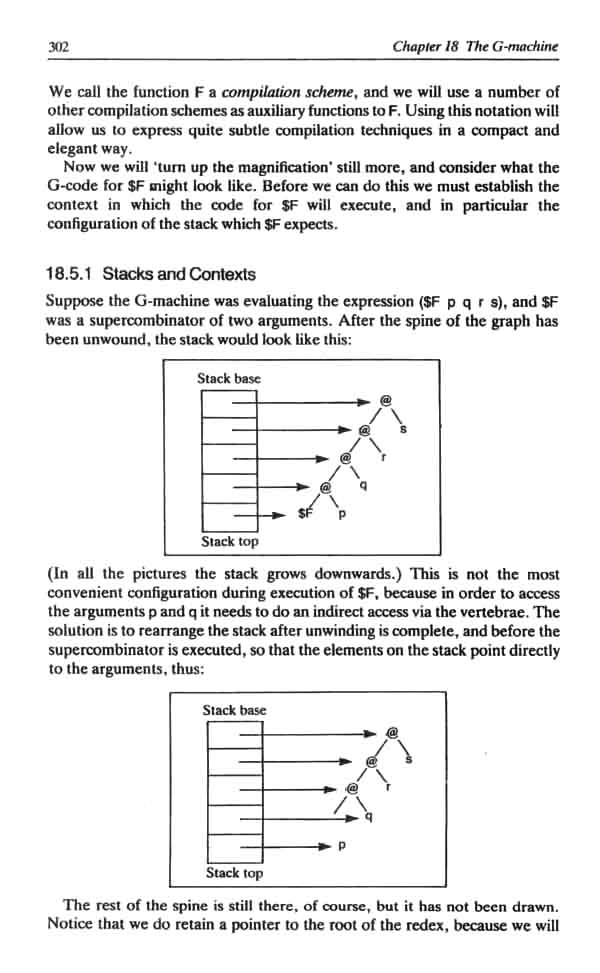 302 Chapter 18 The G-machine
We call the function F a compilation scheme, and we will use a number of
other compilation schemes as auxiliary functions to F. Using this notation will
allow us to express quite subtle compilation techniques in a compact and
elegant way.
Now we will 'turn up the magnification' still more, and consider what the
G-code for $F might look like. Before we can do this we must establish the
context in which the code for $F will execute, and in particular the
configuration of the stack which $F expects.
18.5.1 Stacks and Contexts
Suppose the G-machine was evaluating the expression ($F p q r s), and $F
was a supercombinator of two arguments. After the spine of the graph has
been unwound, the stack would look like this:
Stack base
@
@ s
@ r
@ q
$F p
Stack top
(In all the pictures the stack grows downwards.) This is not the most
convenient configuration during execution of $F, because in order to access
the arguments p and q it needs to do an indirect access via the vertebrae. The
solution is to rearrange the stack after unwinding is complete, and before the
supercombinator is executed, so that the elements on the stack point directly
to the arguments, thus:
Stack base
@
@ s
@ r
q
p
Stack top
The rest of the spine is still there, of course, but it has not been drawn.
Notice that we do retain a pointer to the root of the redex, because we will